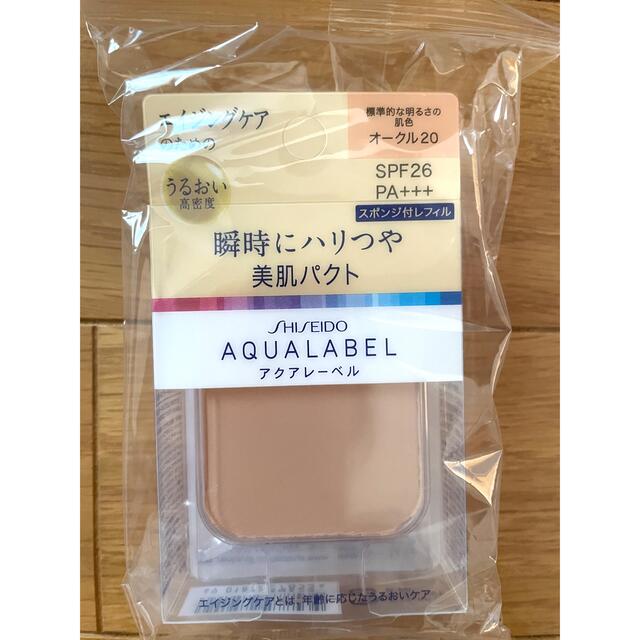 エイジングケア
のための
標準的な明るさの
肌色
オークル20
SPF26
PA+++
うるおい
高密度
スポンジ付レフィル
瞬時にハリつや
美肌パクト
SHISEIDO
AQUALABEL
アクアレーベル
エイジングケアとは、年齢に応じたうるおいケア